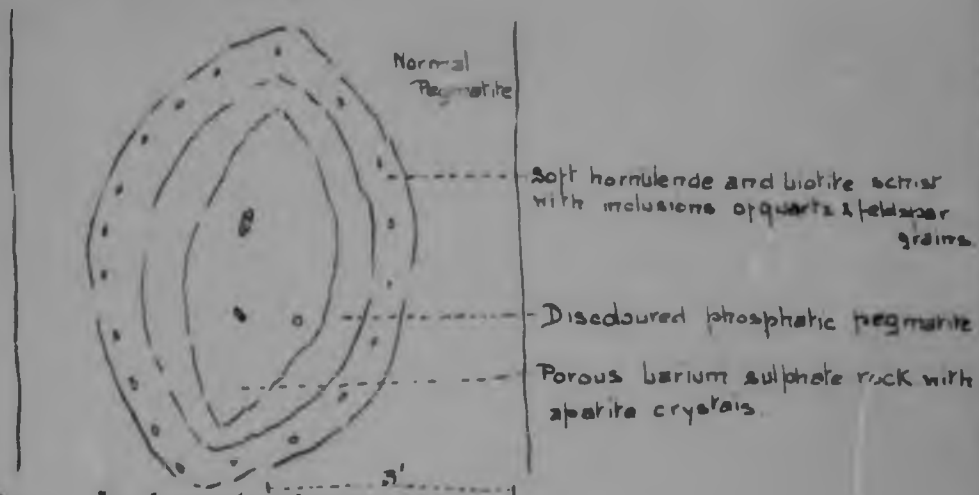 Normal
Pegmatite
Soft hornblende and biotite schist
with inclusions of quartz & feldspar
grains.
Discoloured phosphatic pegmatite
Porous barium sulphate rock with
apatite crystals.
3'